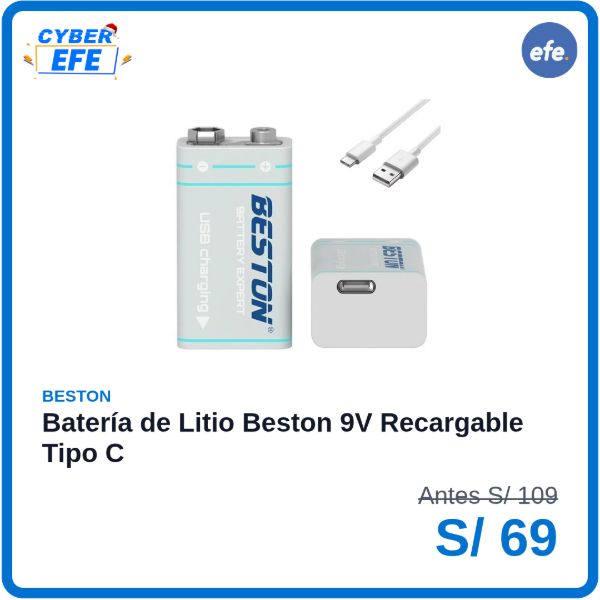 CYBER
EFE
efe.
USB charging
BATTERY EXPERT
BESTON®
BESTON
BESTON
Batería de Litio Beston 9V Recargable
Tipo C
Antes S/ 109
S/ 69